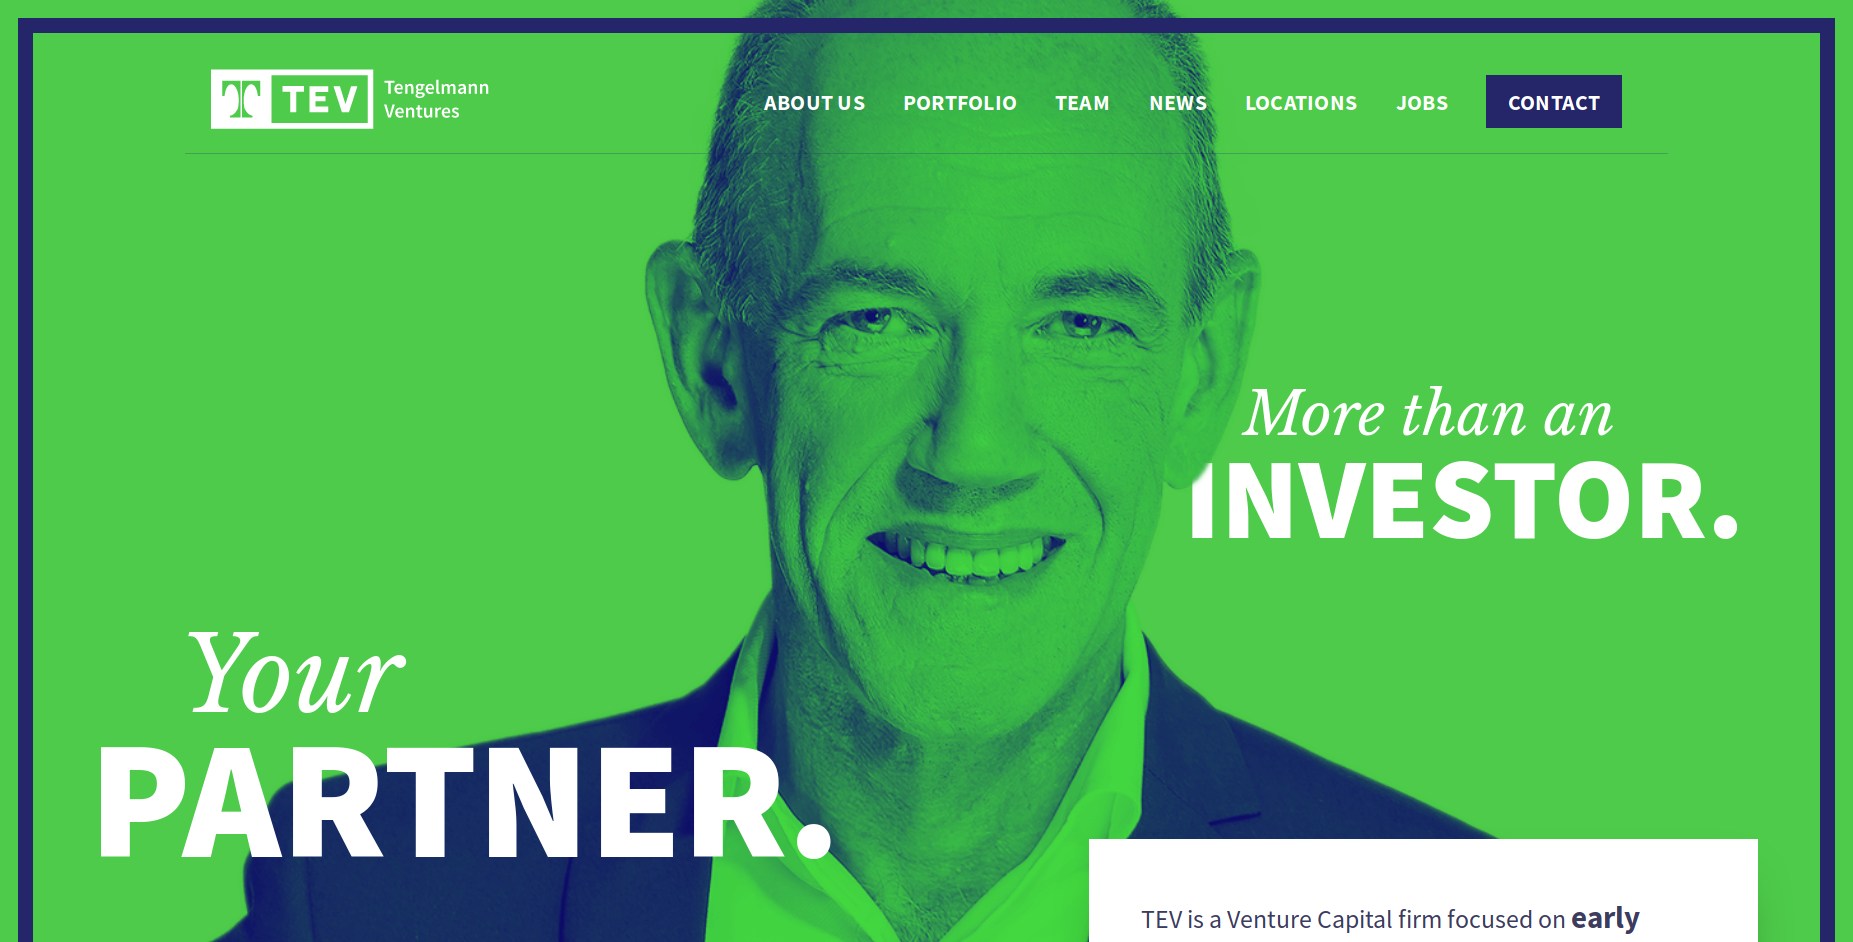 T TEV Tengelmann
Ventures
ABOUT US PORTFOLIO TEAM NEWS LOCATIONS JOBS CONTACT
More than an
INVESTOR.
Your
PARTNER.
TEV is a Venture Capital firm focused on early